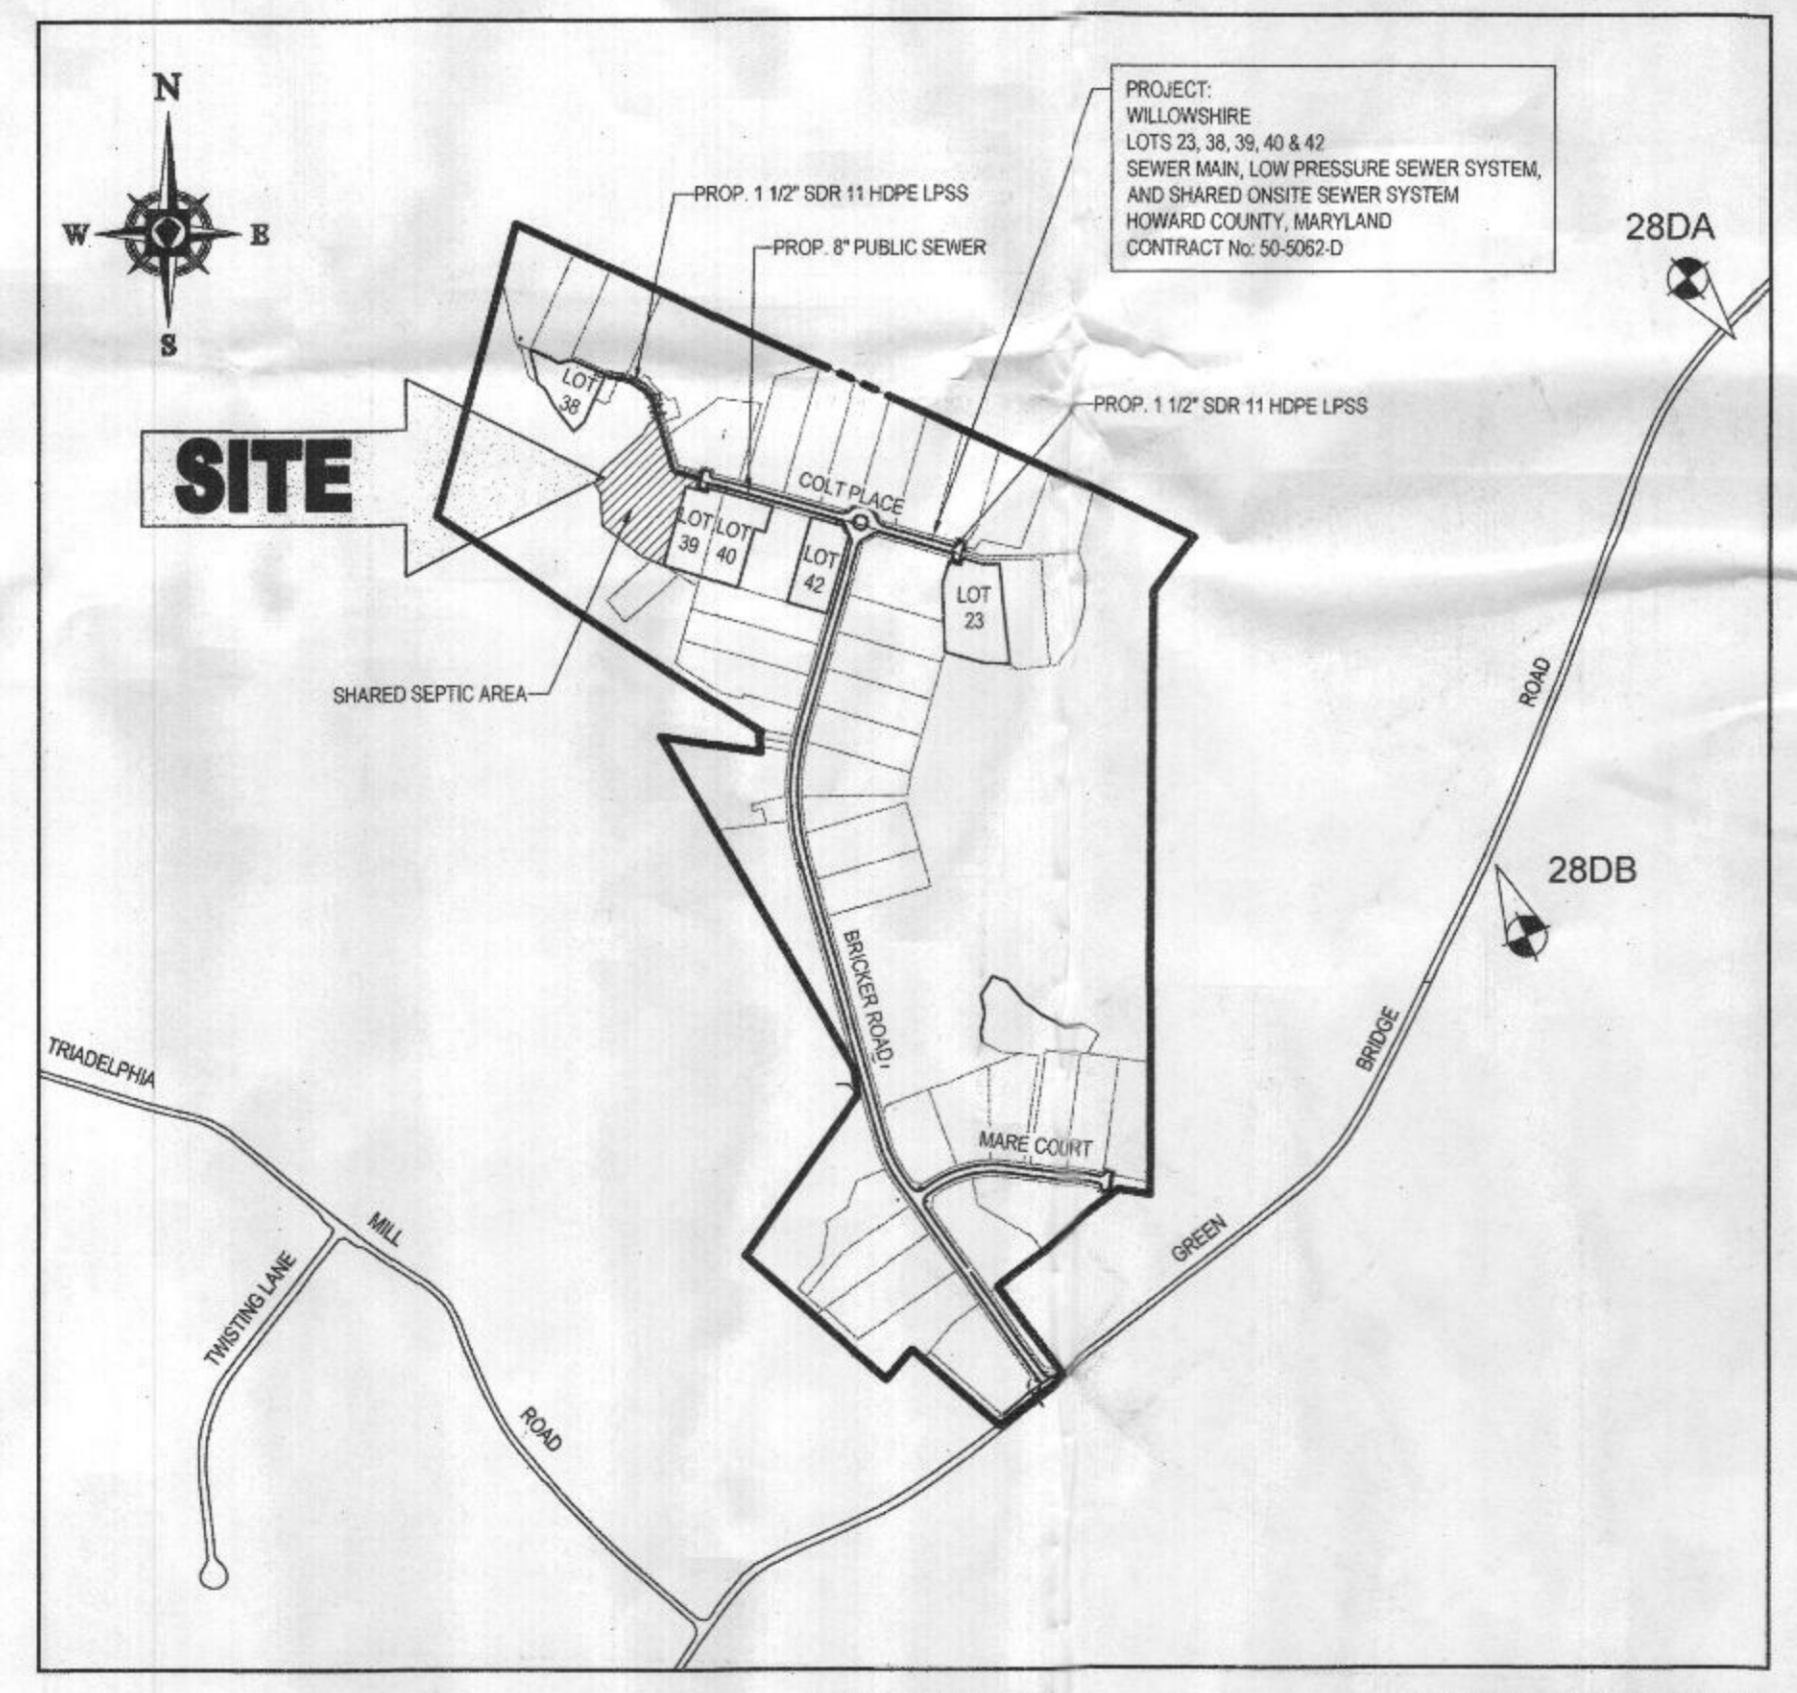 N
W
E
S
PROJECT:
WILLOWSHIRE
LOTS 23, 38, 39, 40 & 42
SEWER MAIN, LOW PRESSURE SEWER SYSTEM,
AND SHARED ONSITE SEWER SYSTEM
HOWARD COUNTY, MARYLAND
CONTRACT No: 50-5062-D
28DA
PROP. 1 1/2" SDR 11 HDPE LPSS
PROP. 8" PUBLIC SEWER
PROP. 1 1/2" SDR 11 HDPE LPSS
LOT
38
SITE
COLT PLACE
LOT
39
LOT
40
LOT
42
LOT
23
SHARED SEPTIC AREA
ROAD
28DB
BRICKER ROAD
BRIDGE
TRIADELPHIA
MARE COURT
MILL
GREEN
TWISTING LANE
ROAD